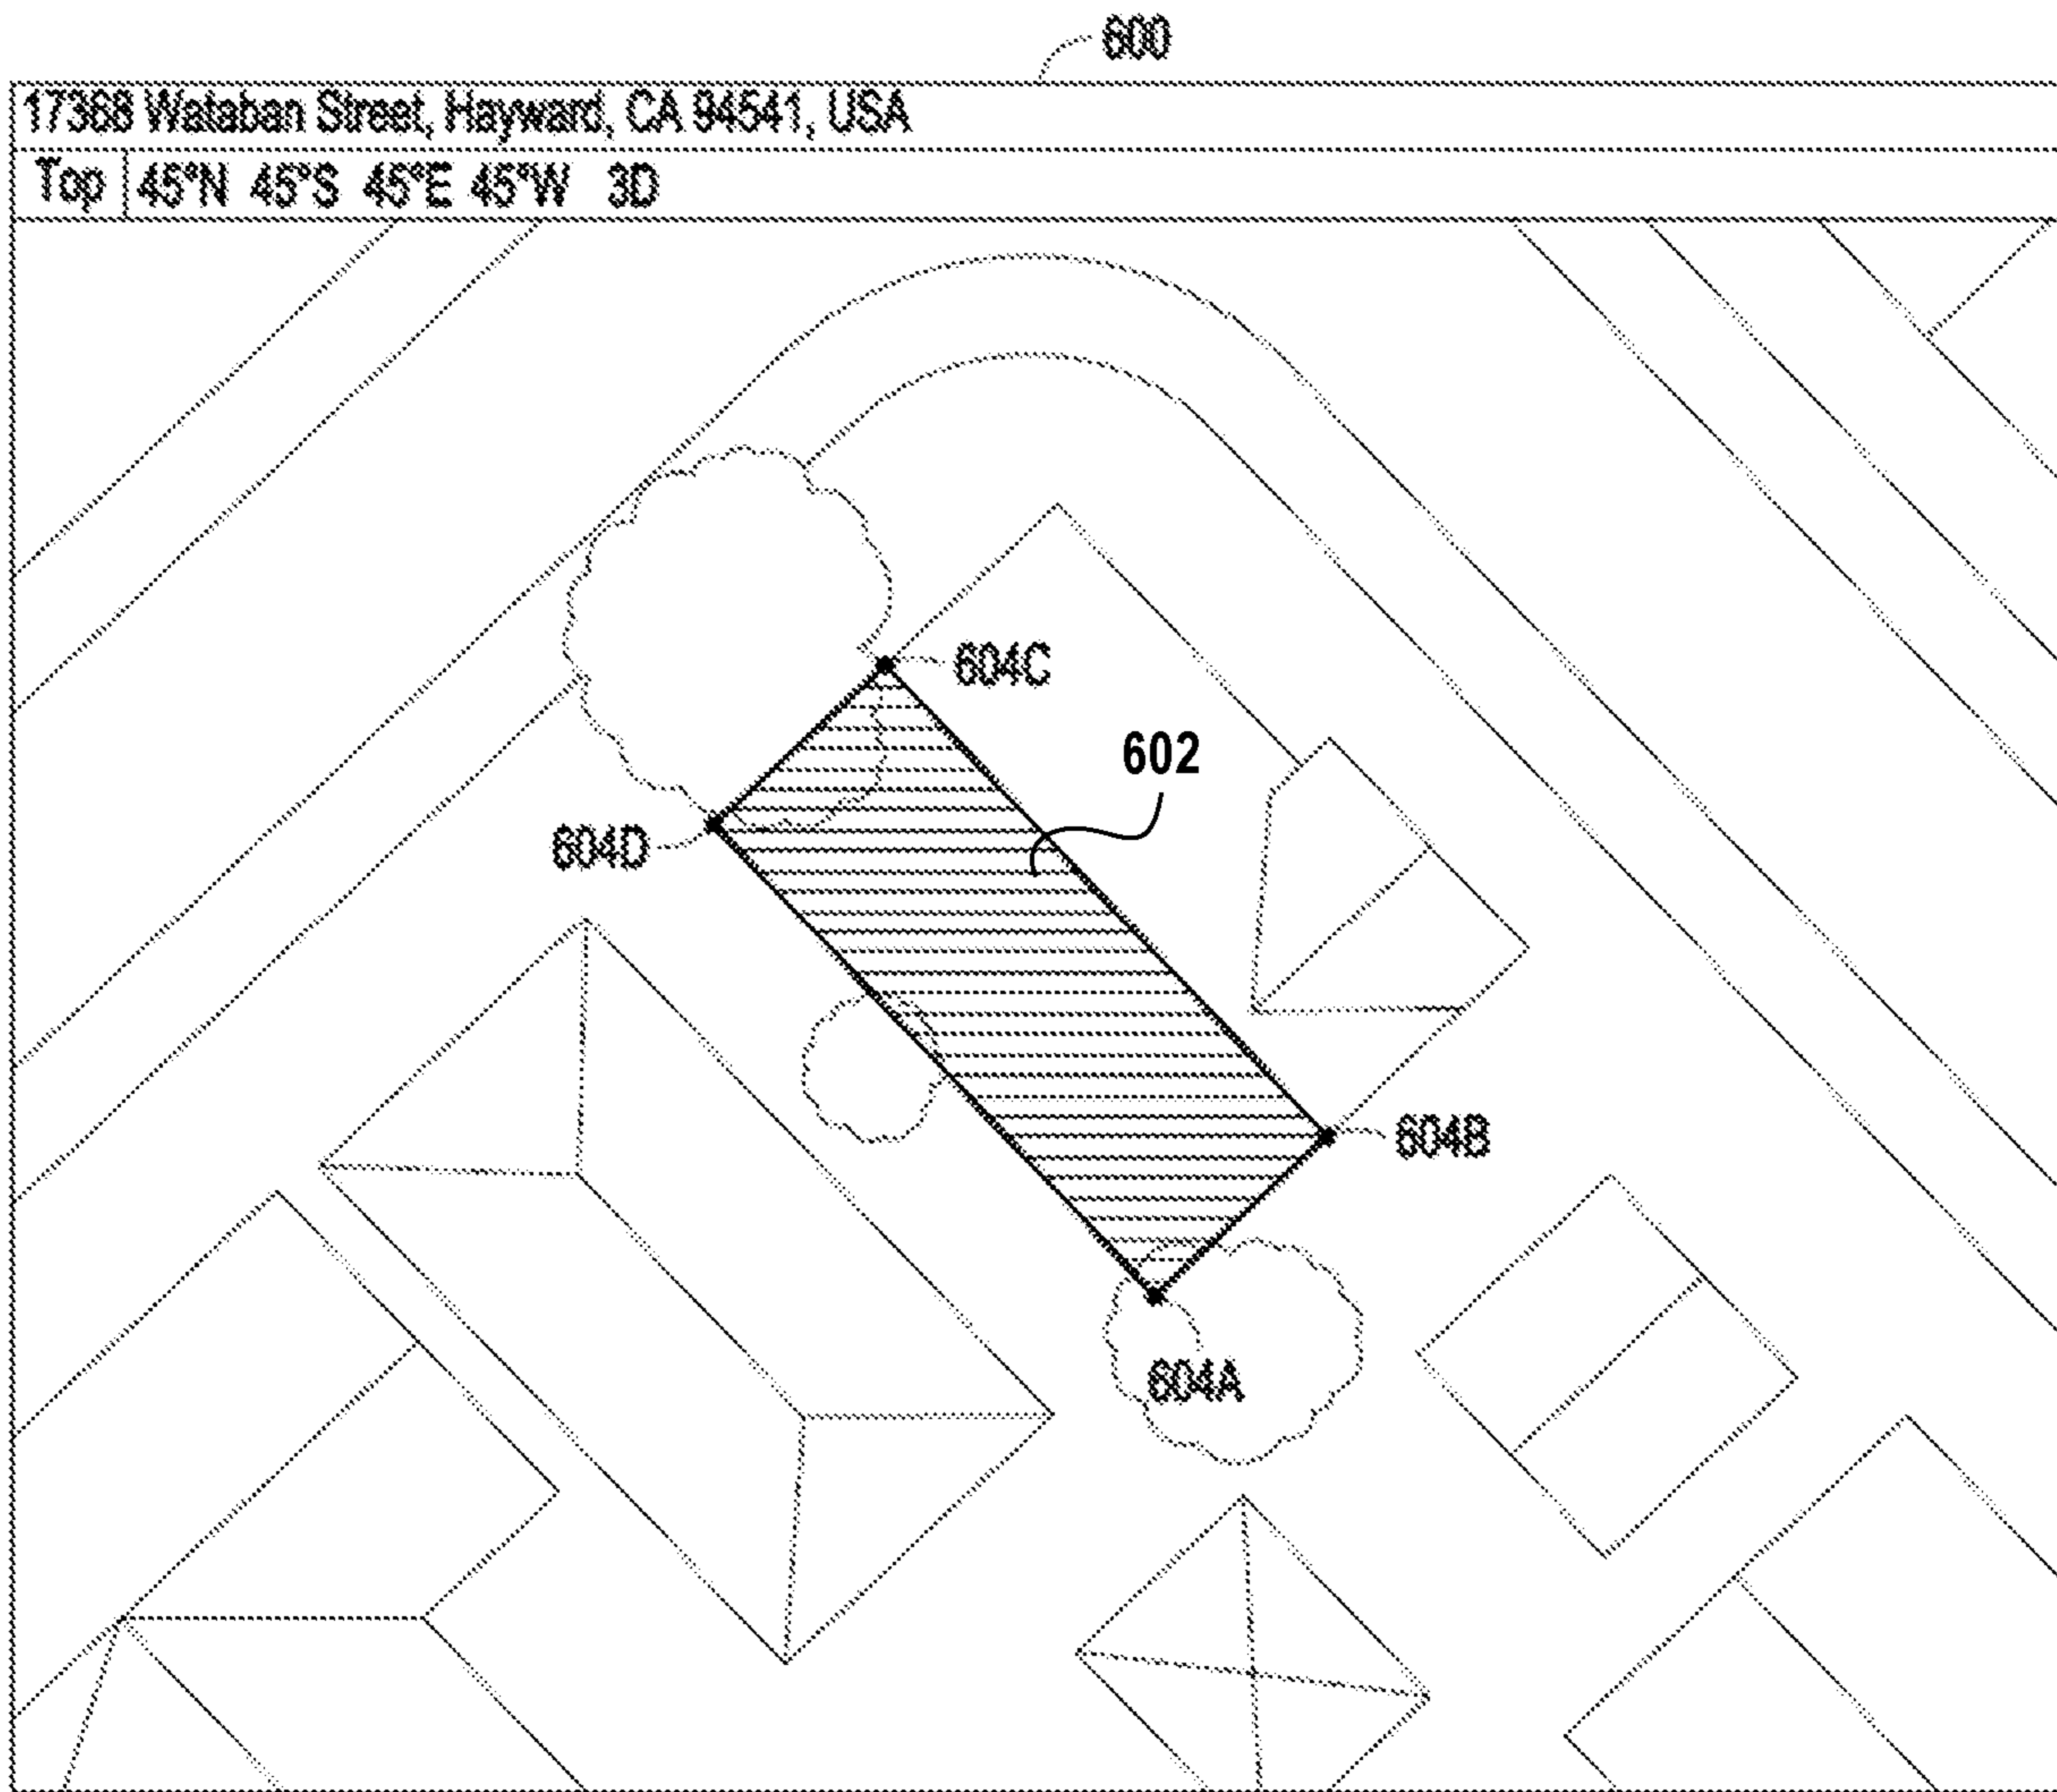 600
17368 Wataban Street, Hayward, CA 94541, USA
Top 45°N 45°S 45°E 45°W 3D
604C
602
604D
604B
604A